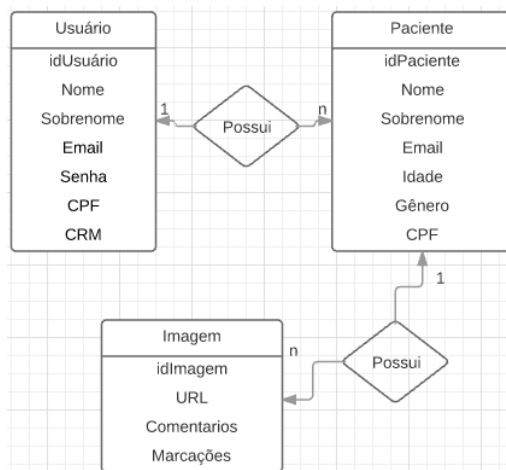 Usuário
idUsuário
Nome
Sobrenome
Email
Senha
CPF
CRM
1
Possui
n
Paciente
idPaciente
Nome
Sobrenome
Email
Idade
Gênero
CPF
1
Possui
n
Imagem
idImagem
URL
Comentarios
Marcações